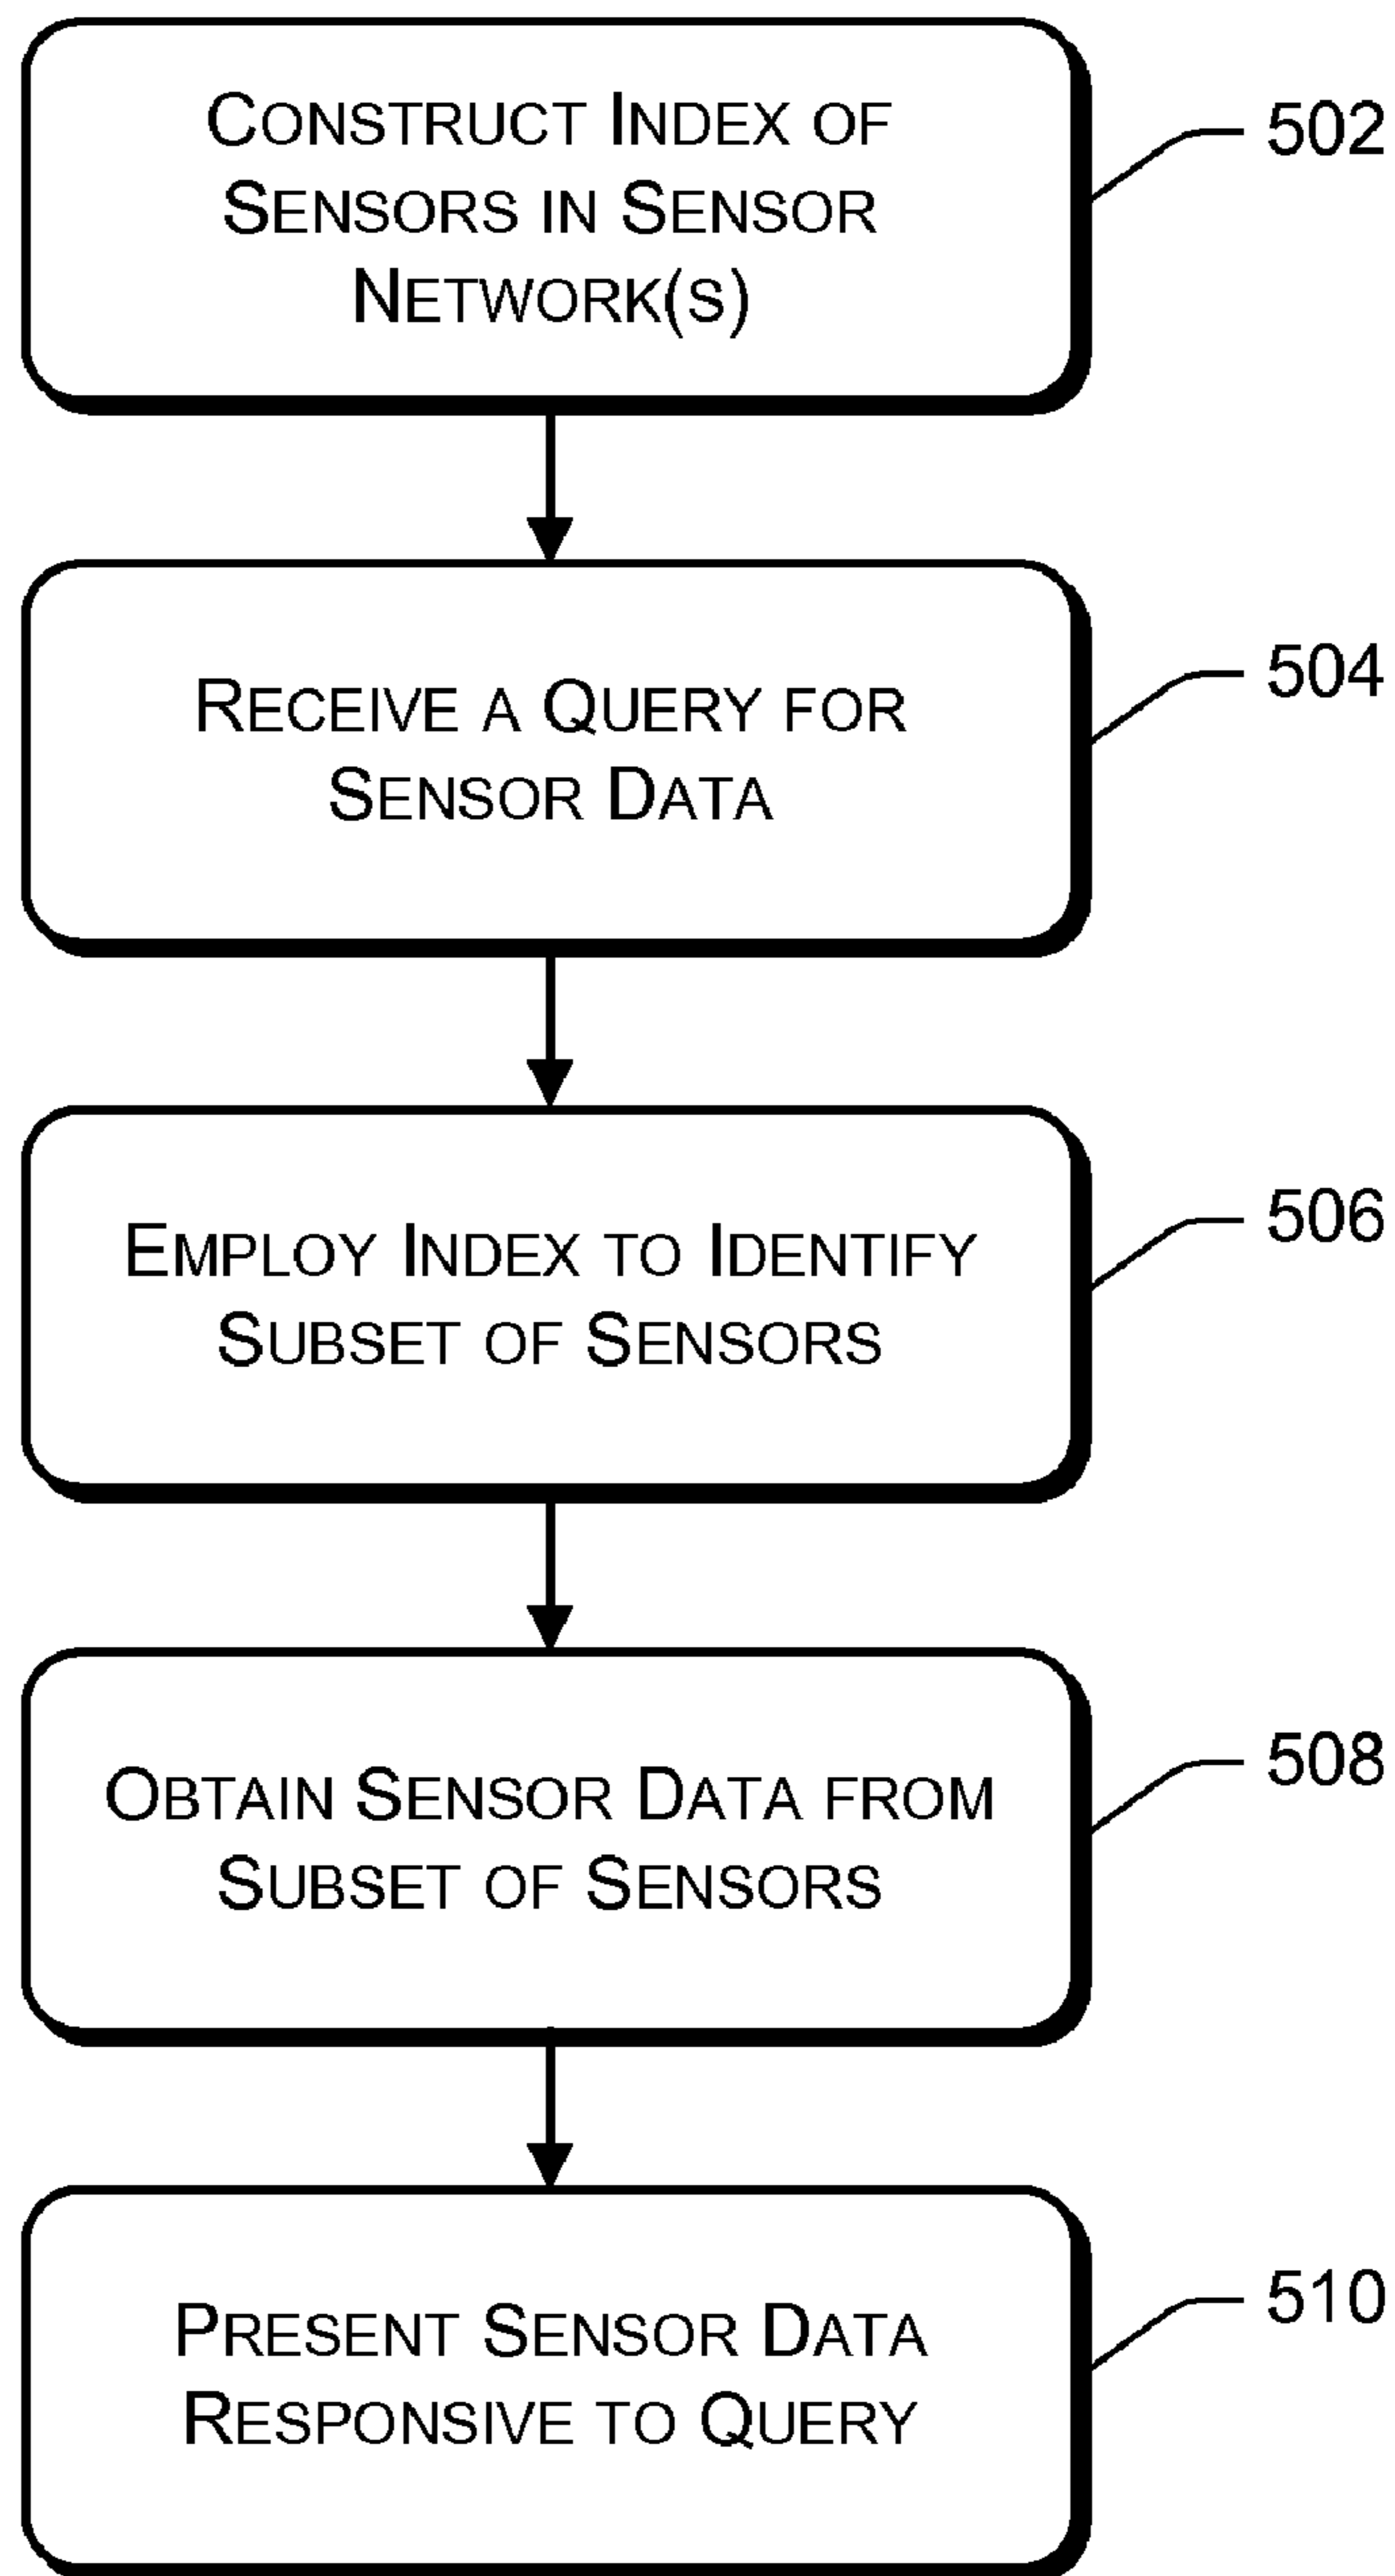 CONSTRUCT INDEX OF
SENSORS IN SENSOR
NETWORK(S)
502
RECEIVE A QUERY FOR
SENSOR DATA
504
EMPLOY INDEX TO IDENTIFY
SUBSET OF SENSORS
506
OBTAIN SENSOR DATA FROM
SUBSET OF SENSORS
508
PRESENT SENSOR DATA
RESPONSIVE TO QUERY
510